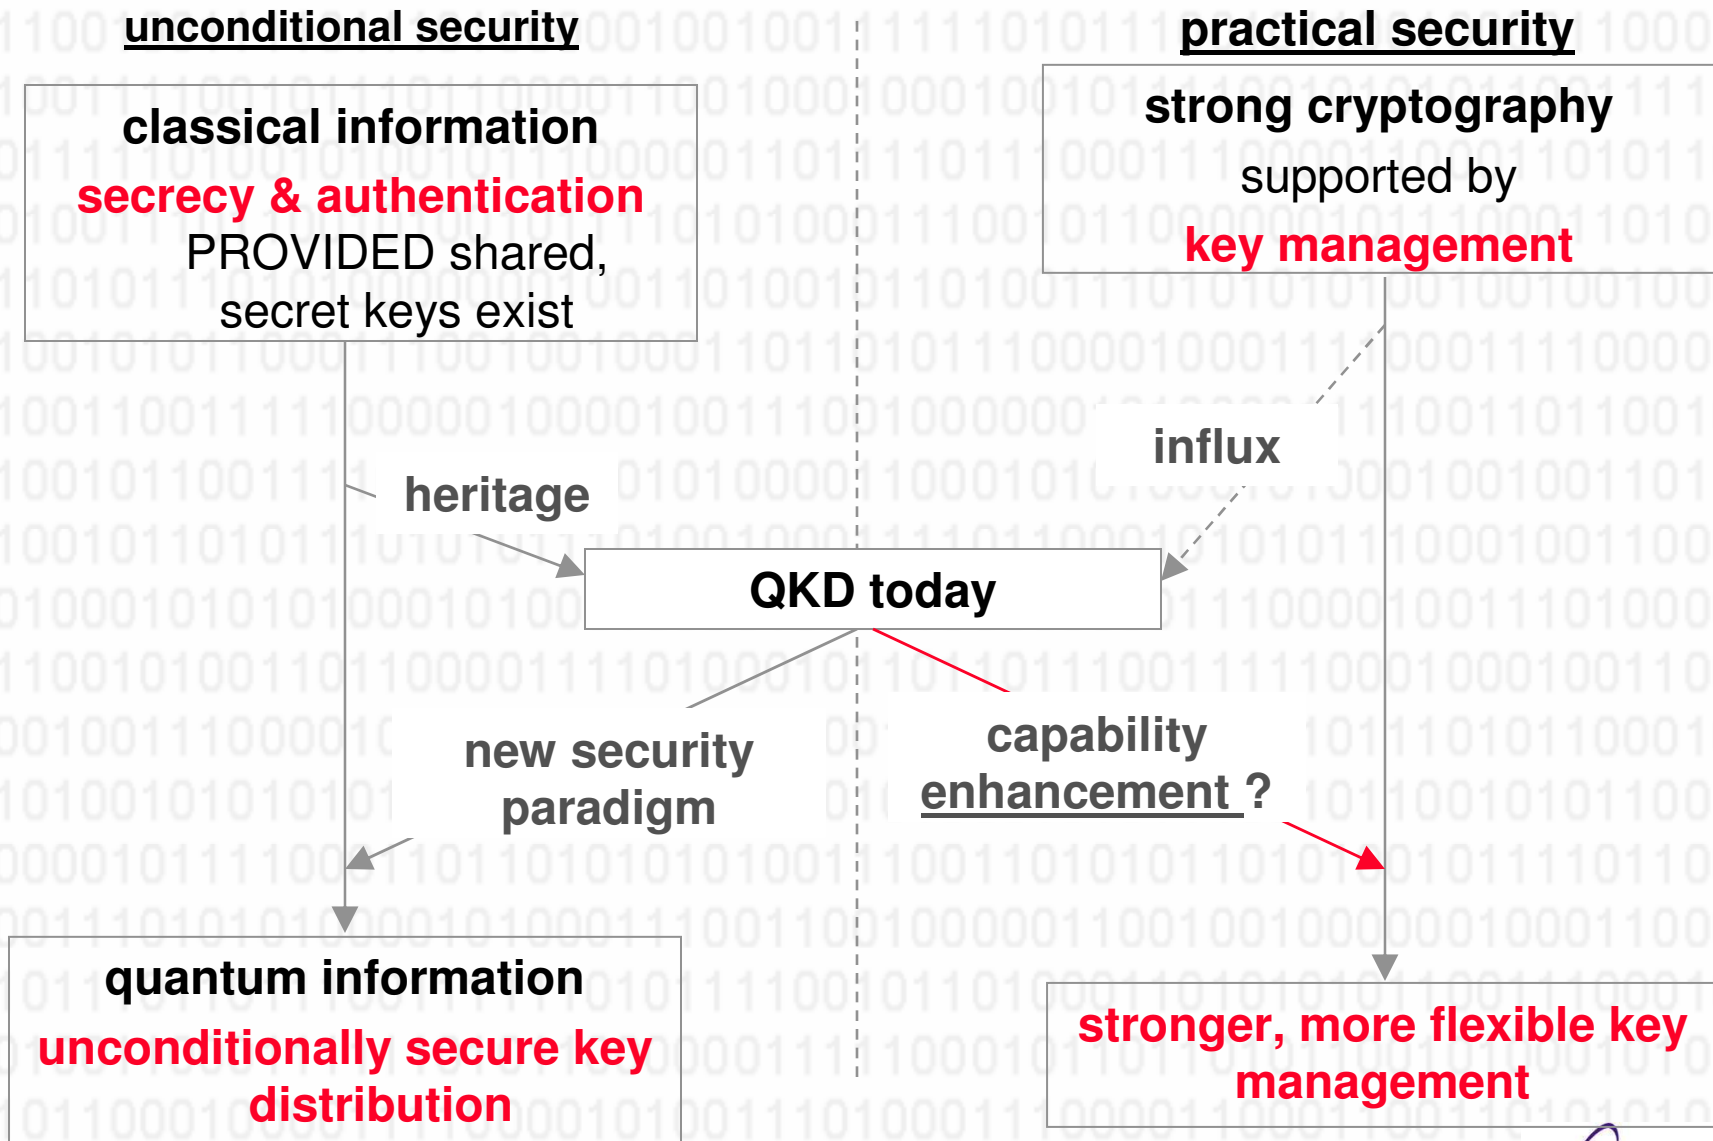 unconditional security
practical security
classical information
secrecy & authentication
PROVIDED shared,
secret keys exist
strong cryptography
supported by
key management
influx
heritage
QKD today
new security
paradigm
capability
enhancement ?
quantum information
unconditionally secure key
distribution
stronger, more flexible key
management